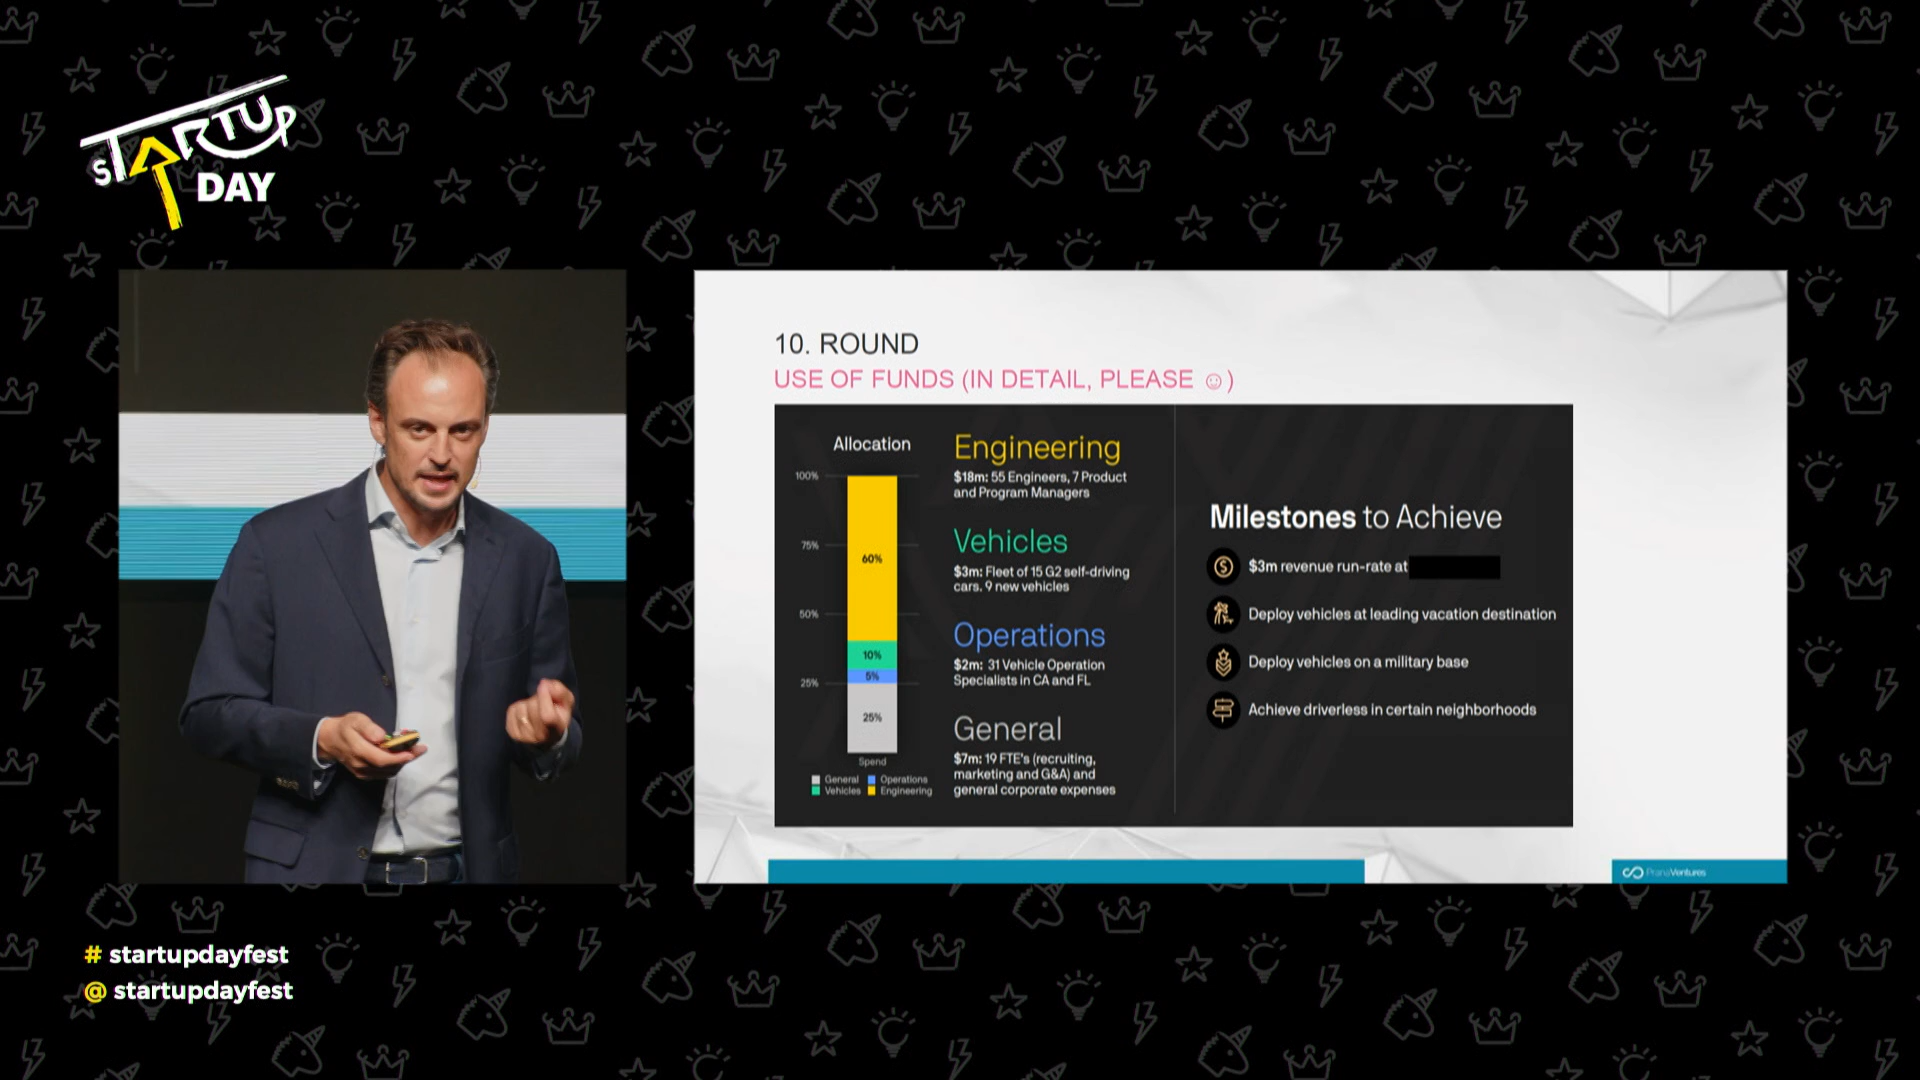 STARTUP
DAY
10. ROUND
USE OF FUNDS (IN DETAIL, PLEASE ☺)
Allocation
100%
75%
50%
25%
60%
10%
5%
25%
Spend
General
Operations
Vehicles
Engineering
Engineering
$18m: 55 Engineers, 7 Product
and Program Managers
Vehicles
$3m: Fleet of 15 G2 self-driving
cars. 9 new vehicles
Operations
$2m: 31 Vehicle Operation
Specialists in CA and FL
General
$7m: 19 FTE's (recruiting,
marketing and G&A) and
general corporate expenses
Milestones to Achieve
$3m revenue run-rate at
Deploy vehicles at leading vacation destination
Deploy vehicles on a military base
Achieve driverless in certain neighborhoods
PranaVentures
# startupdayfest
@ startupdayfest